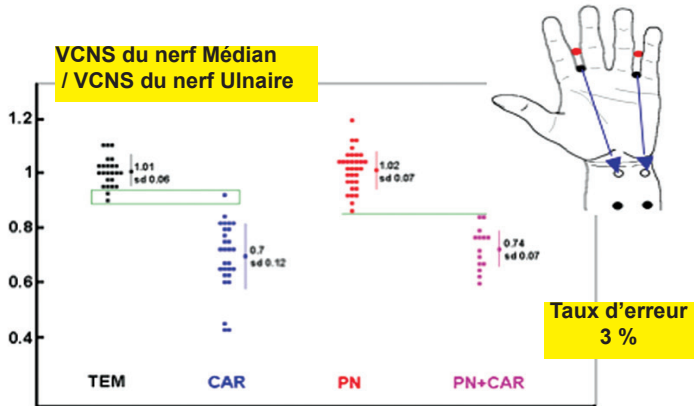 VCNS du nerf Médian
/ VCNS du nerf Ulnaire
1.2
1
0.8
0.6
0.4
1.01
sd 0.06
0.7
sd 0.12
1.02
sd 0.07
0.74
sd 0.07
Taux d’erreur
3 %
TEM CAR PN PN+CAR